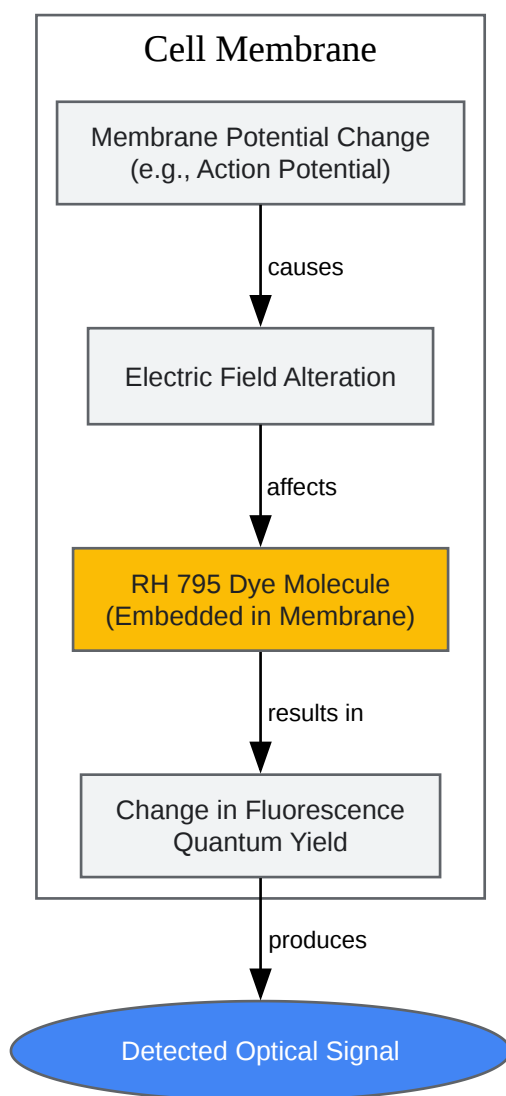 Cell Membrane
Membrane Potential Change
(e.g., Action Potential)
causes
Electric Field Alteration
affects
RH 795 Dye Molecule
(Embedded in Membrane)
results in
Change in Fluorescence
Quantum Yield
produces
Detected Optical Signal